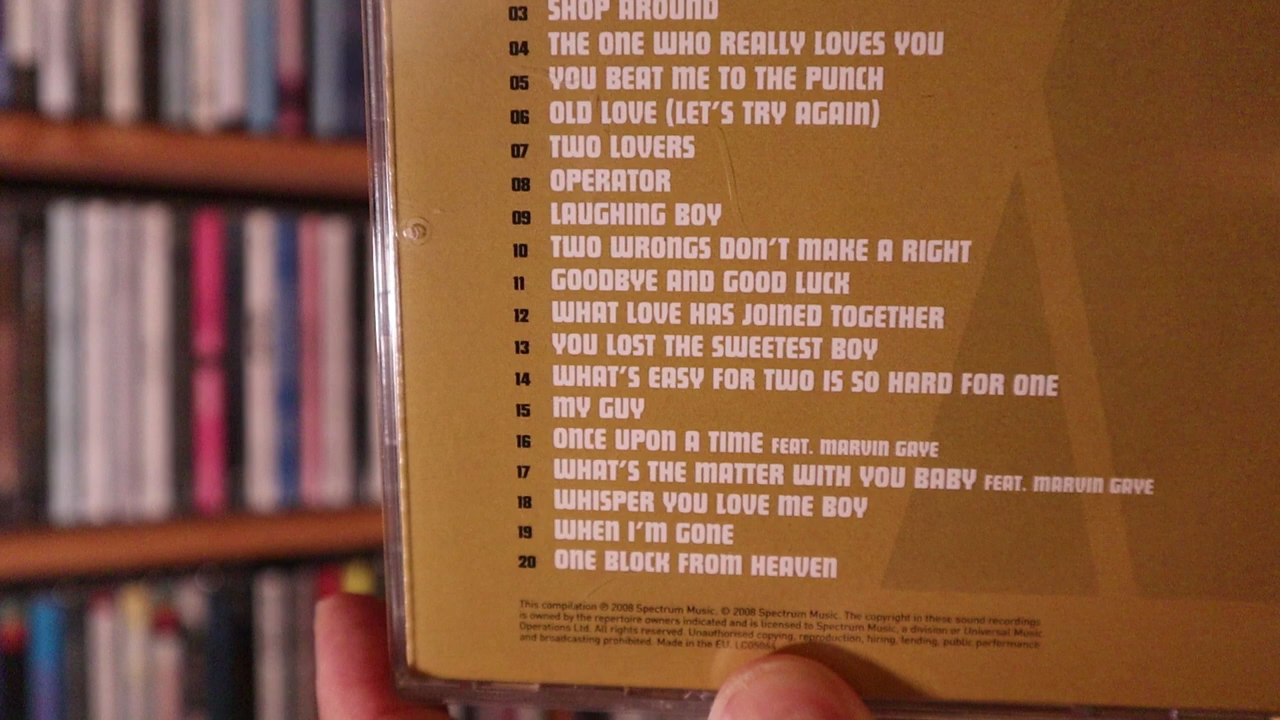 03 SHOP AROUND
04 THE ONE WHO REALLY LOVES YOU
05 YOU BEAT ME TO THE PUNCH
06 OLD LOVE (LET'S TRY AGAIN)
07 TWO LOVERS
08 OPERATOR
09 LAUGHING BOY
10 TWO WRONGS DON'T MAKE A RIGHT
11 GOODBYE AND GOOD LUCK
12 WHAT LOVE HAS JOINED TOGETHER
13 YOU LOST THE SWEETEST BOY
14 WHAT'S EASY FOR TWO IS SO HARD FOR ONE
15 MY GUY
16 ONCE UPON A TIME FEAT. MARVIN GAYE
17 WHAT'S THE MATTER WITH YOU BABY FEAT. MARVIN GAYE
18 WHISPER YOU LOVE ME BOY
19 WHEN I'M GONE
20 ONE BLOCK FROM HEAVEN
This compilation ℗ 2008 Spectrum Music. © 2008 Spectrum Music. The copyright in these sound recordings
is owned by the repertoire owners indicated and is licensed to Spectrum Music, a division or Universal Music
Operations Ltd. All rights reserved. Unauthorised copying, reproduction, hiring, lending, public performance
and broadcasting prohibited. Made in the EU.